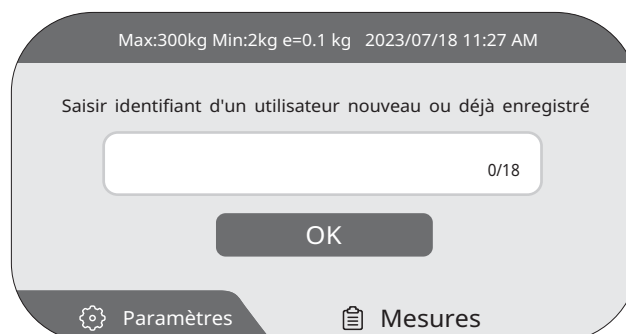 Max:300kg Min:2kg e=0.1 kg 2023/07/18 11:27 AM
Saisir identifiant d'un utilisateur nouveau ou déjà enregistré
0/18
OK
Paramètres
Mesures